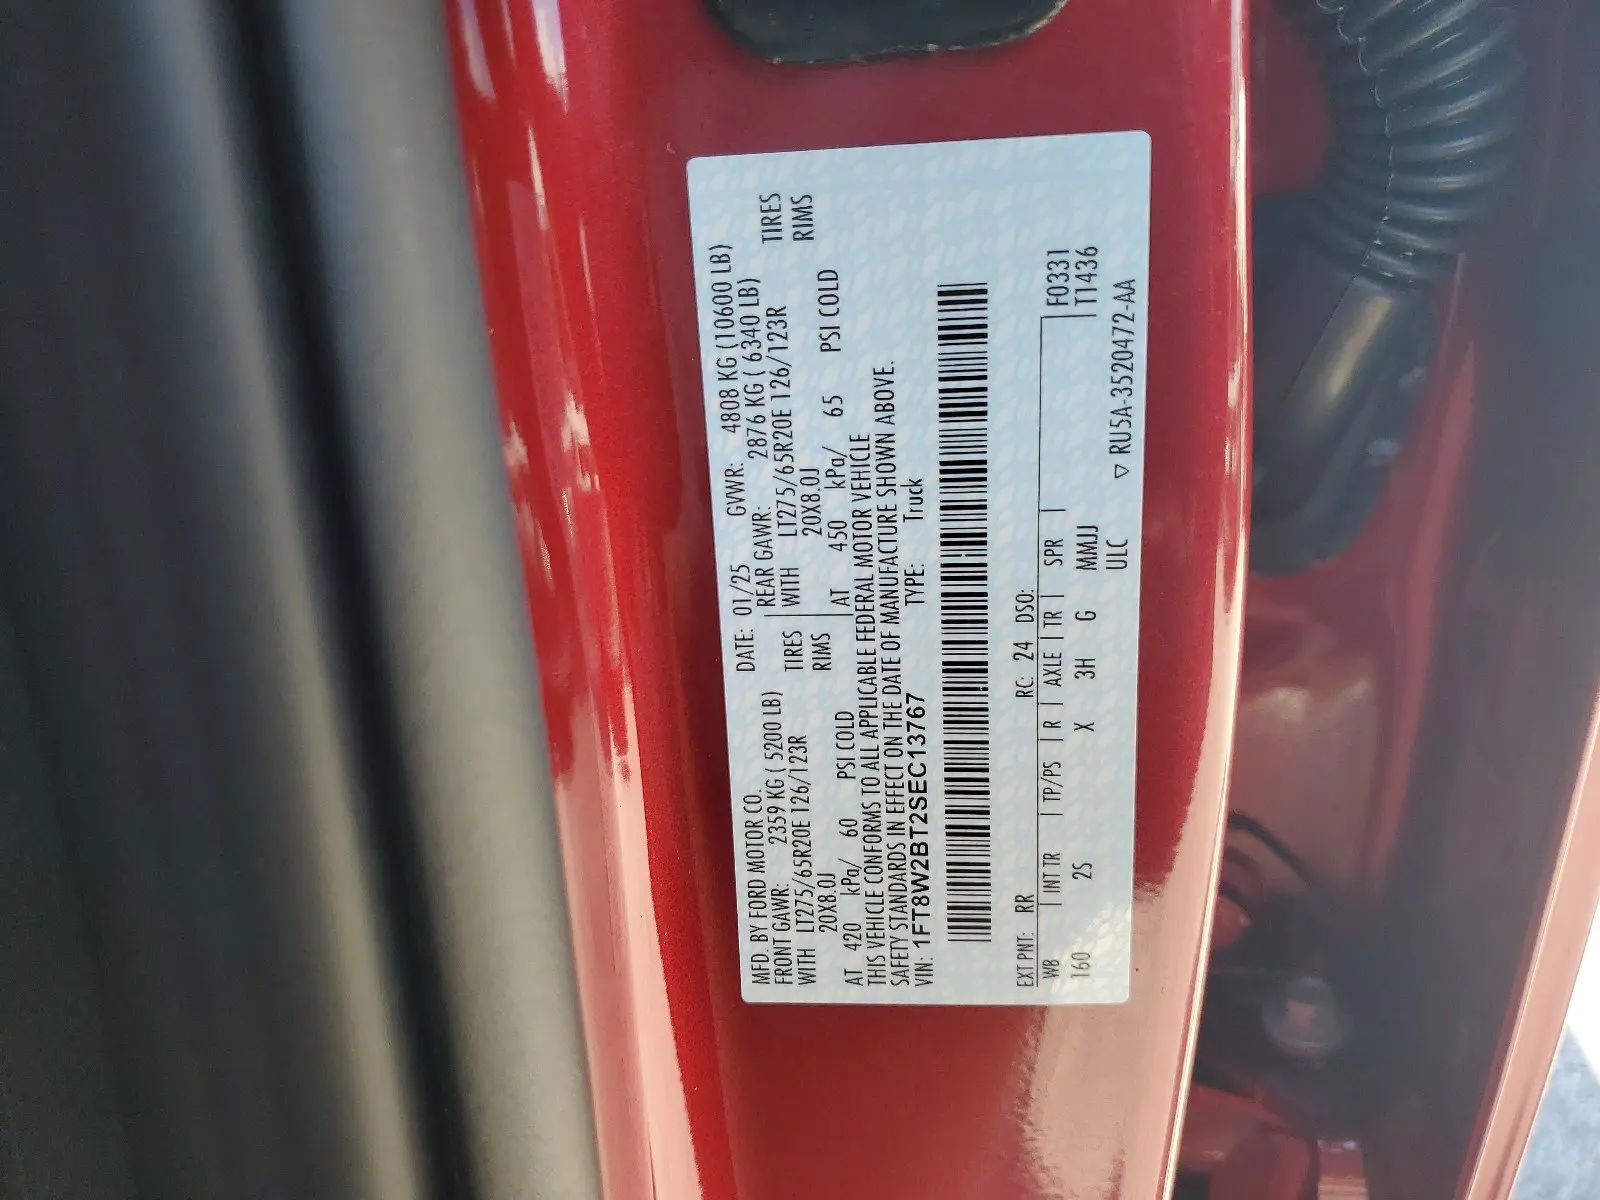 MFD. BY FORD MOTOR CO.
DATE: 01/25 GVWR: 4808 KG (10600 LB)
FRONT GAWR: 2359 KG ( 5200 LB)
REAR GAWR: 2876 KG ( 6340 LB)
WITH LT275/65R20E 126/123R TIRES
WITH LT275/65R20E 126/123R TIRES
20X8.0J RIMS
20X8.0J RIMS
AT 420 kPa/ 60 PSI COLD
AT 450 kPa/ 65 PSI COLD
THIS VEHICLE CONFORMS TO ALL APPLICABLE FEDERAL MOTOR VEHICLE
SAFETY STANDARDS IN EFFECT ON THE DATE OF MANUFACTURE SHOWN ABOVE.
VIN: 1FT8W2BT2SEC13767 TYPE: Truck
EXT PNT: RR RC: 24 DSO:
WB INT TR TP/PS R AXLE TR SPR F0331
160 2S X 3H G MMJJ T1436
ULC
▽ RU5A-3520472-AA